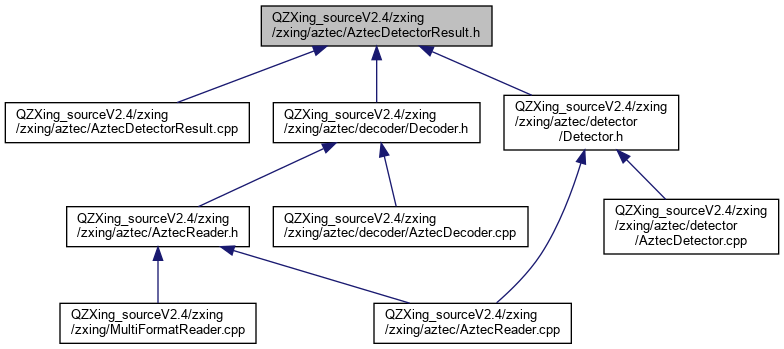 QZXing_sourceV2.4/zxing
/zxing/aztec/AztecDetectorResult.h
QZXing_sourceV2.4/zxing
/zxing/aztec/AztecDetectorResult.cpp
QZXing_sourceV2.4/zxing
/zxing/aztec/decoder/Decoder.h
QZXing_sourceV2.4/zxing
/zxing/aztec/detector
/Detector.h
QZXing_sourceV2.4/zxing
/zxing/aztec/AztecReader.h
QZXing_sourceV2.4/zxing
/zxing/aztec/decoder/AztecDecoder.cpp
QZXing_sourceV2.4/zxing
/zxing/aztec/detector
/AztecDetector.cpp
QZXing_sourceV2.4/zxing
/zxing/MultiFormatReader.cpp
QZXing_sourceV2.4/zxing
/zxing/aztec/AztecReader.cpp